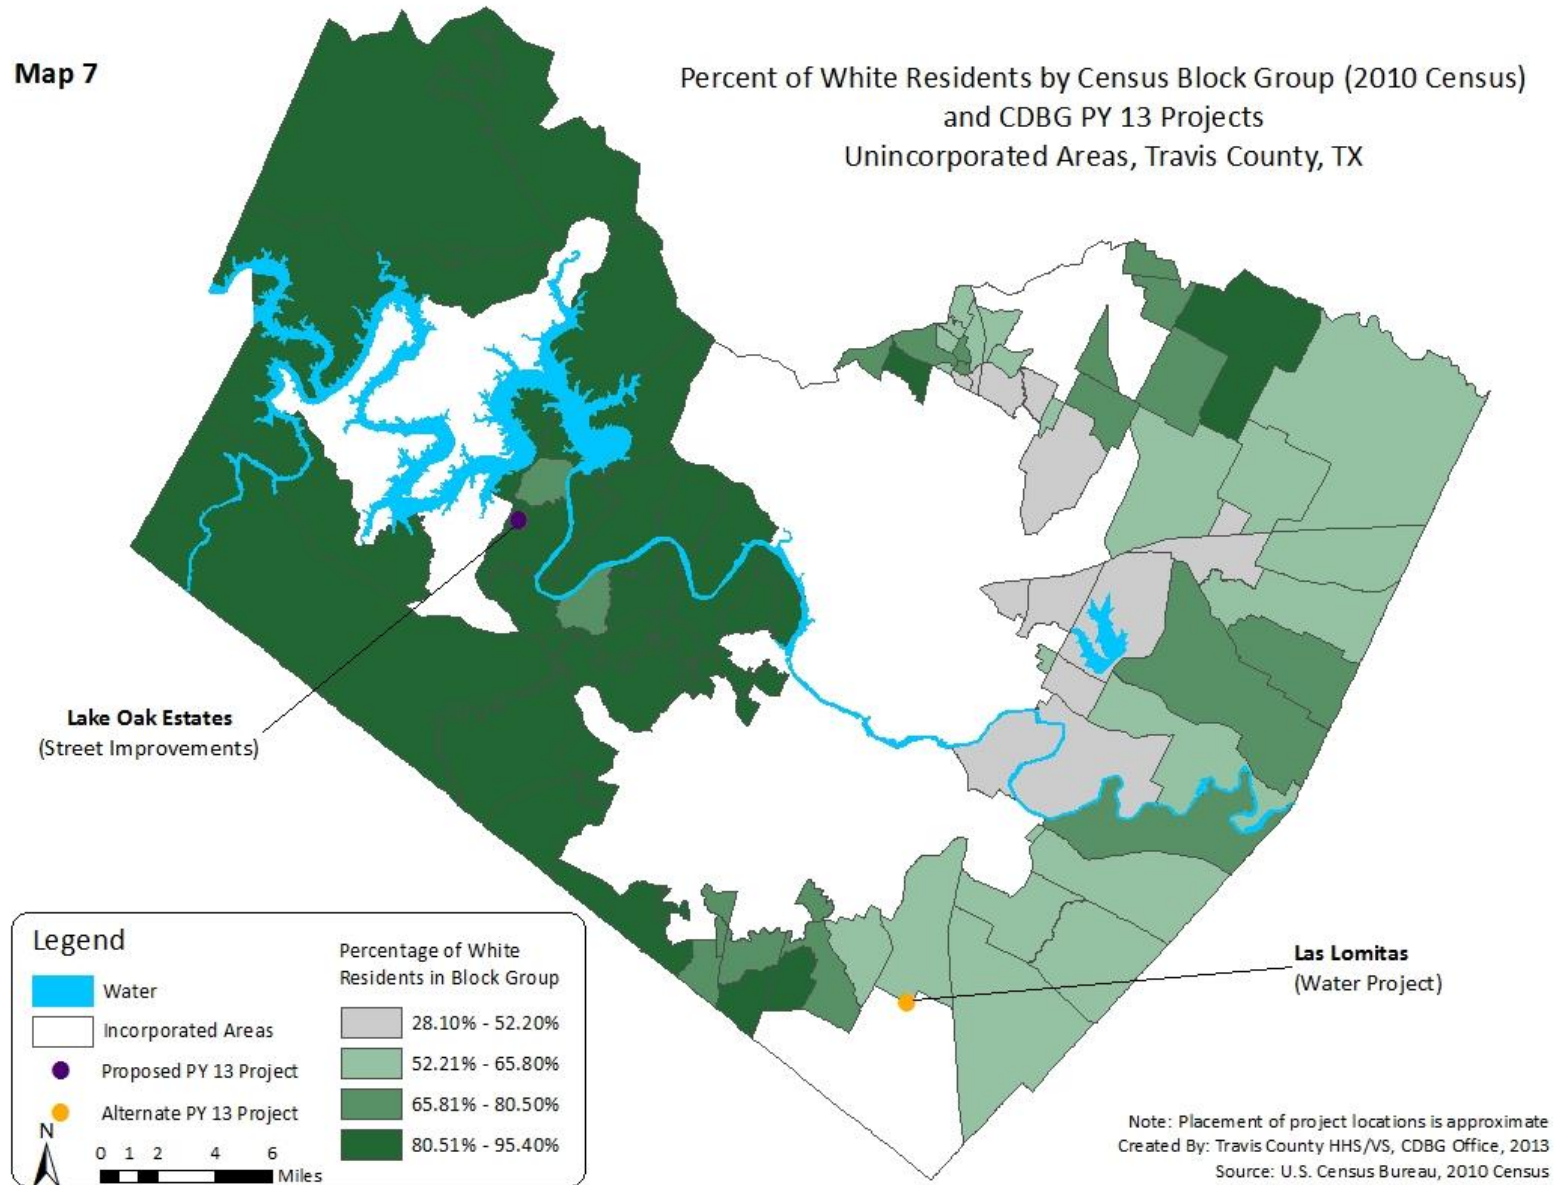 Map 7
Percent of White Residents by Census Block Group (2010 Census)
and CDBG PY 13 Projects
Unincorporated Areas, Travis County, TX
Lake Oak Estates
(Street Improvements)
Las Lomitas
(Water Project)
Legend
Water
Incorporated Areas
Proposed PY 13 Project
Alternate PY 13 Project
N
0 1 2 4 6
Miles
Percentage of White
Residents in Block Group
28.10% - 52.20%
52.21% - 65.80%
65.81% - 80.50%
80.51% - 95.40%
Note: Placement of project locations is approximate
Created By: Travis County HHS/VS, CDBG Office, 2013
Source: U.S. Census Bureau, 2010 Census